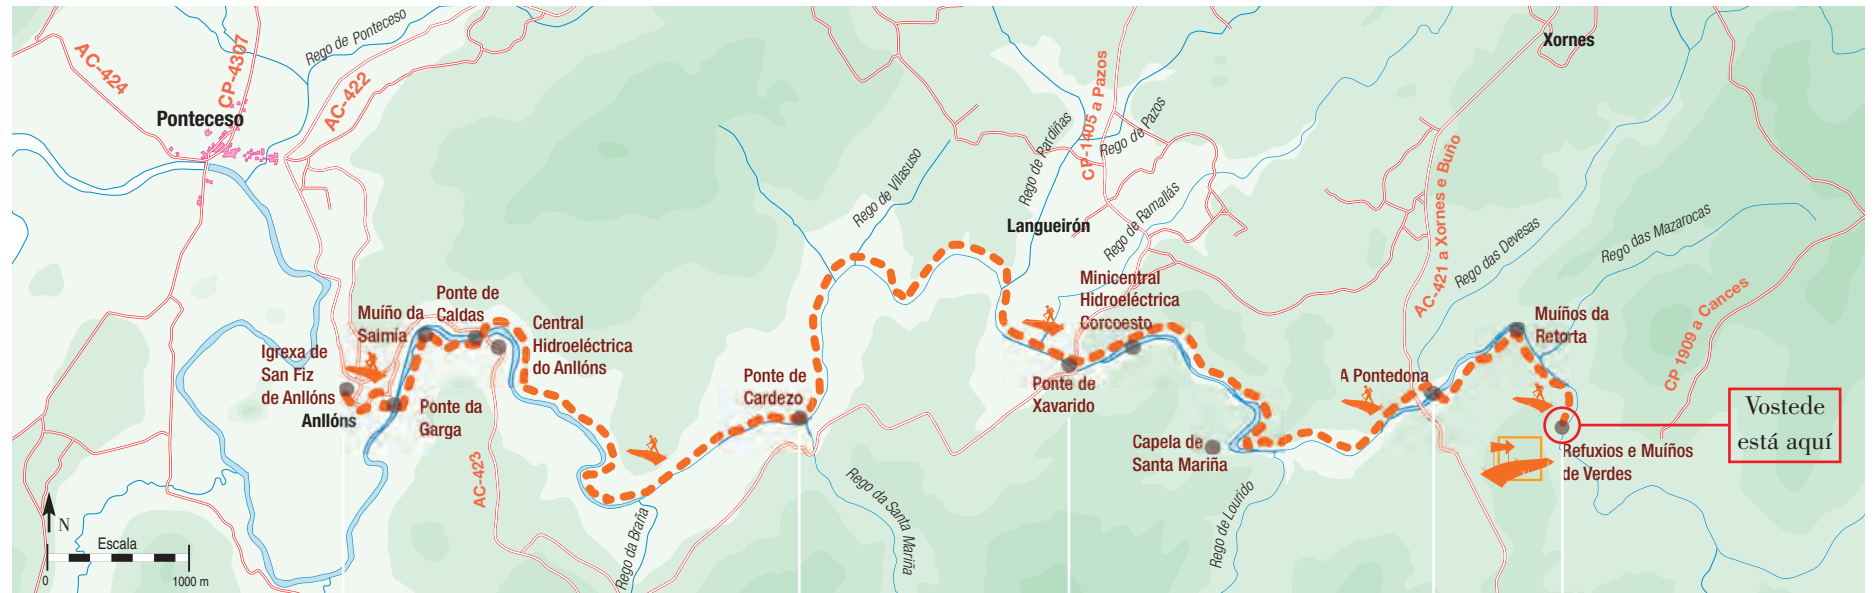 Xornes
Rego de Ponteceso
AC-424
CP-4307
AC-422
Ponteceso
CP-1405 a Pazos
Rego de Pardiñas
Rego de Pazos
Rego de Vilasuso
Rego de Ramallás
Langueirón
AC-421 a Xornes e Buño
Rego das Devesas
Rego das Mazarocas
CP 1909 a Cances
Minicentral
Hidroeléctrica
Corcoesto
Muíño da
Saimía
Ponte de
Caldas
Central
Hidroeléctrica
do Anllóns
Igrexa de
San Fiz
de Anllóns
Anllóns
Ponte da
Garga
Ponte de
Cardezo
Ponte de
Xavarido
A Pontedona
Muíños da
Retorta
Capela de
Santa Mariña
Refuxios e Muíños
de Verdes
Vostede
está aquí
AC-423
Rego da Braña
Rego da Santa Mariña
Rego de Lourido
N
Escala
0
1000 m